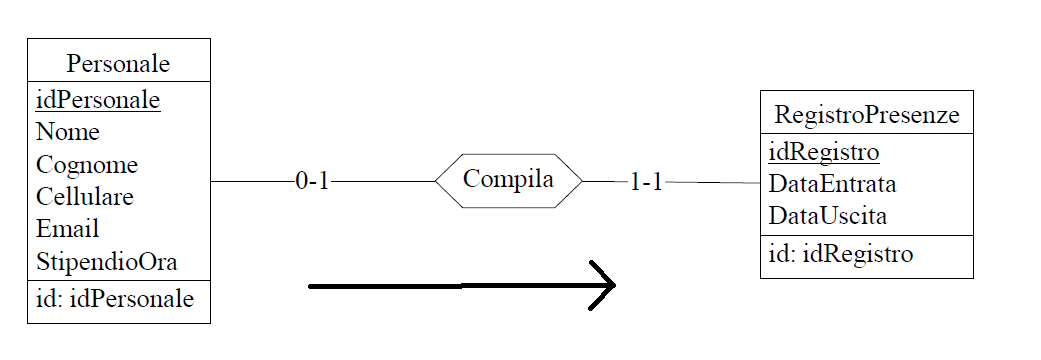 Personale
idPersonale
Nome
Cognome
Cellulare
Email
StipendioOra
id: idPersonale
0-1
Compila
1-1
RegistroPresenze
idRegistro
DataEntrata
DataUscita
id: idRegistro